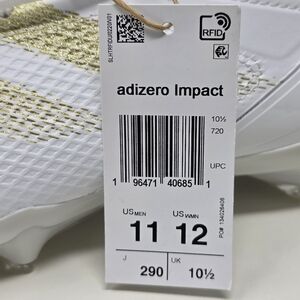 RFID
adizero Impact
10½
720
UPC
1 96471 40685 1
US MEN
US WMN
11
12
J
UK
290
10½